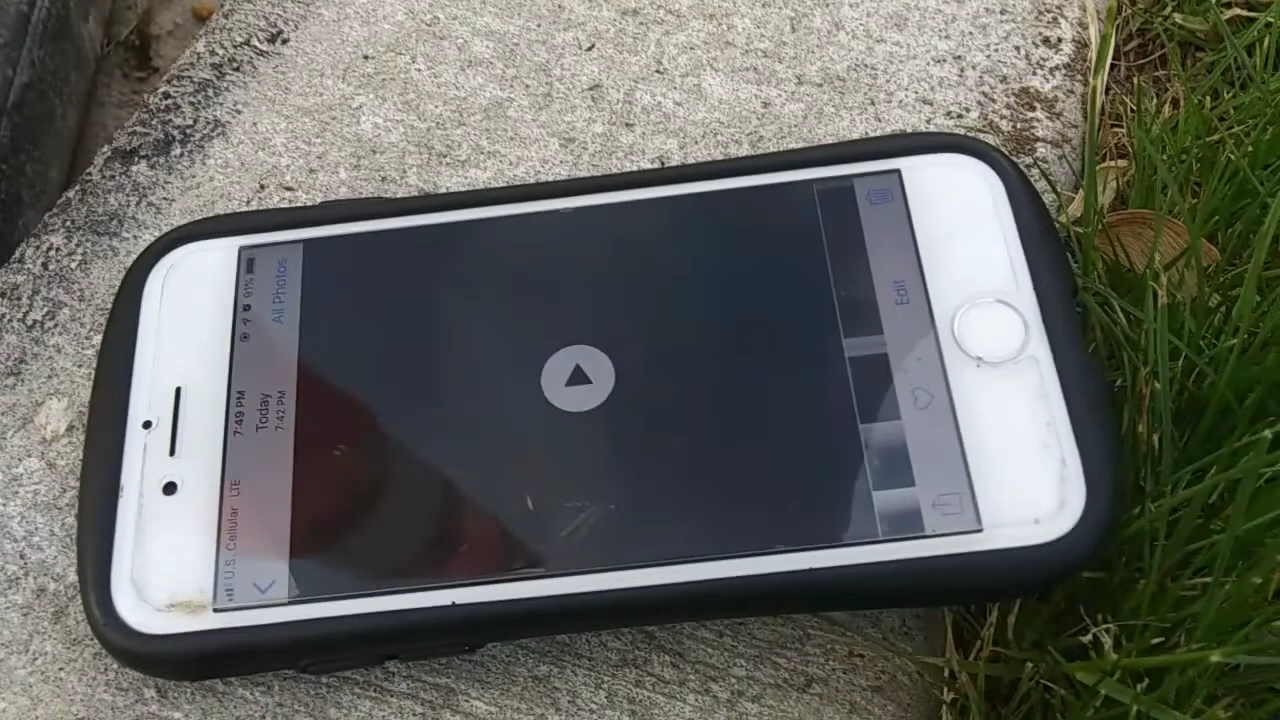 U.S. Cellular LTE 7:49 PM 91%
Today
7:42 PM
All Photos
Edit